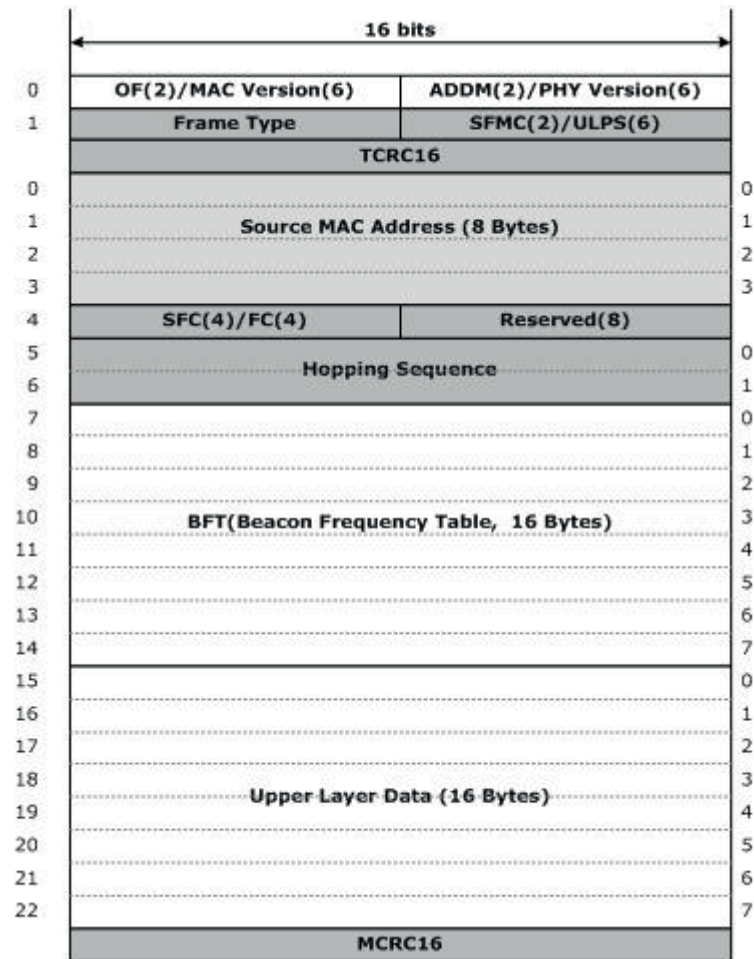 16 bits
0 OF(2)/MAC Version(6) ADDM(2)/PHY Version(6)
1 Frame Type SFMC(2)/ULPS(6)
TCRC16
0 0
1 Source MAC Address (8 Bytes) 1
2 2
3 3
4 SFC(4)/FC(4) Reserved(8)
5 0
Hopping Sequence
6 1
7 0
8 1
9 2
10 BFT(Beacon Frequency Table, 16 Bytes) 3
11 4
12 5
13 6
14 7
15 0
16 1
17 2
18 3
Upper Layer Data (16 Bytes)
19 4
20 5
21 6
22 7
MCRC16